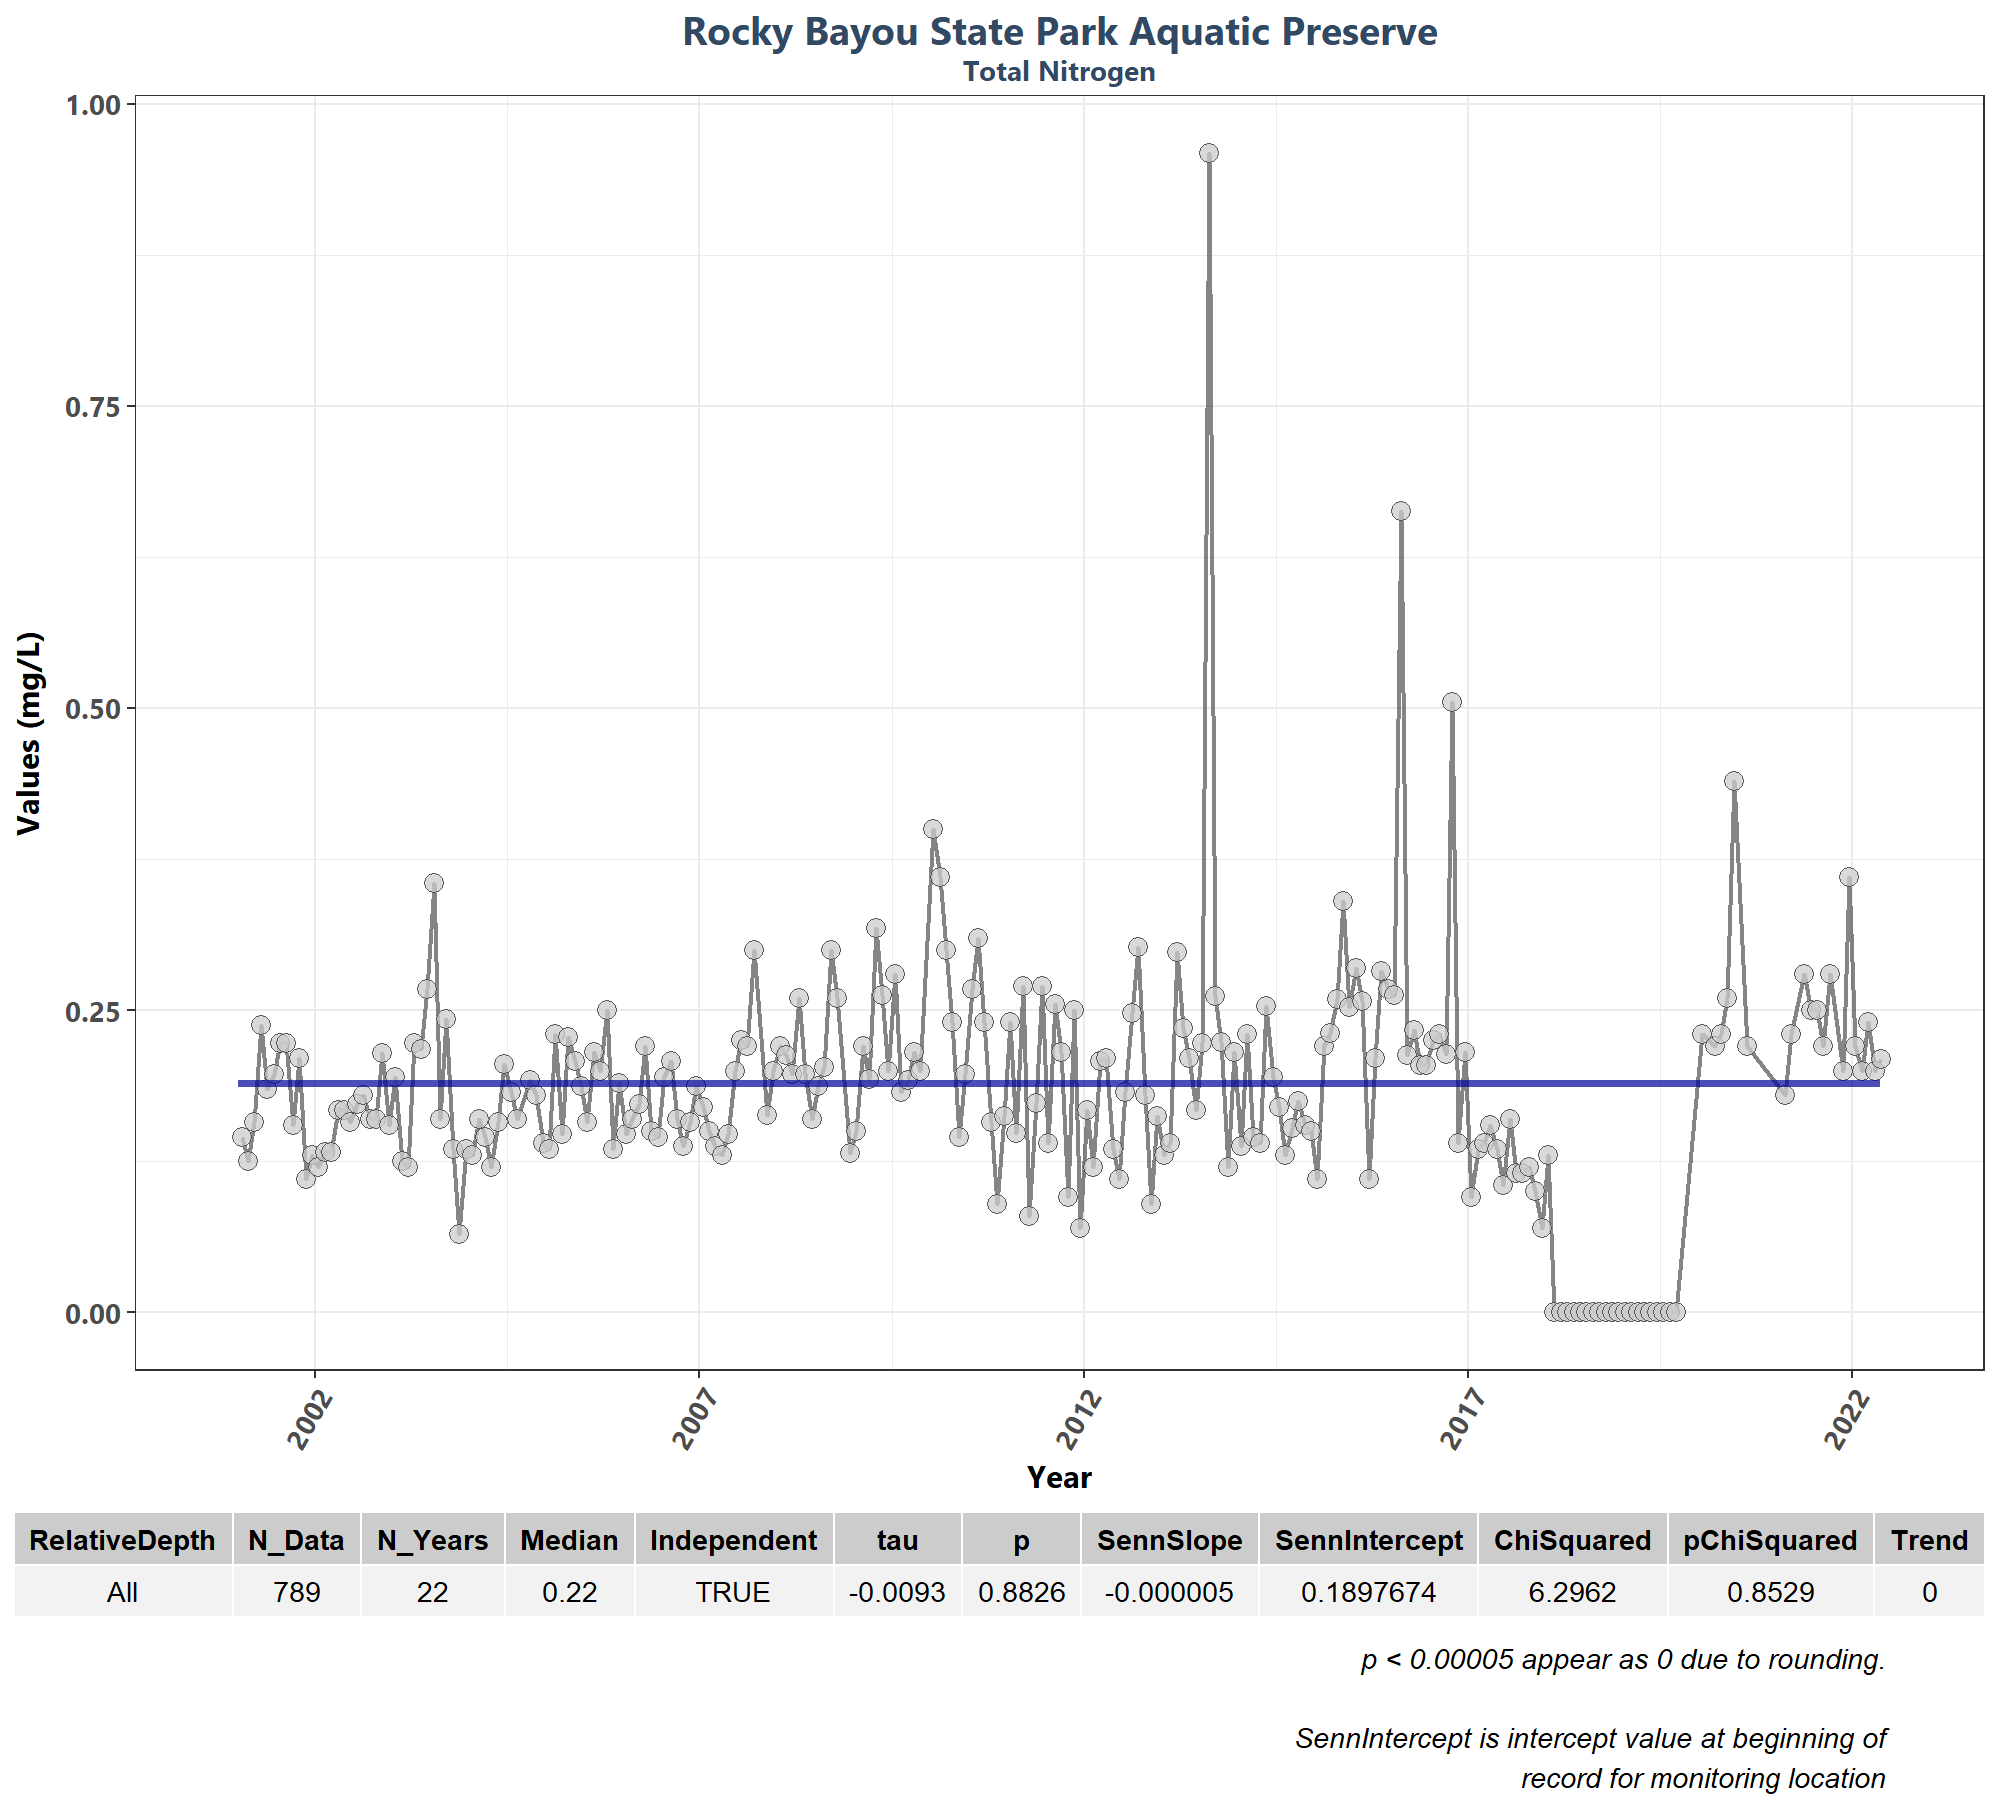 Rocky Bayou State Park Aquatic Preserve
Total Nitrogen
1.00
0.75
0.50
0.25
0.00
Values (mg/L)
2002 2007 2012 2017 2022
Year
RelativeDepth N_Data N_Years Median Independent tau p SennSlope SennIntercept ChiSquared pChiSquared Trend
All 789 22 0.22 TRUE -0.0093 0.8826 -0.000005 0.1897674 6.2962 0.8529 0
p < 0.00005 appear as 0 due to rounding.
SennIntercept is intercept value at beginning of
record for monitoring location